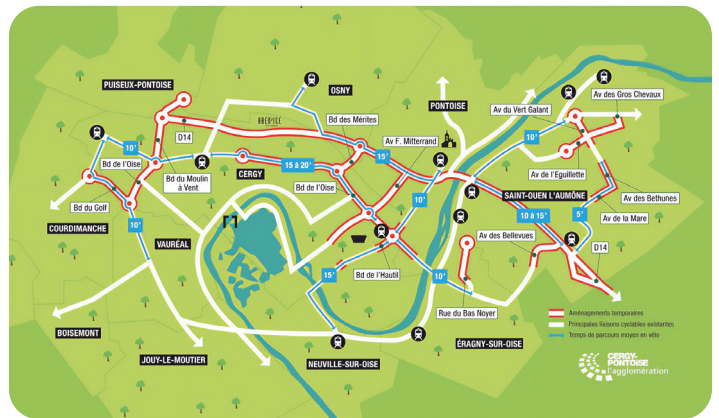 PUISEUX-PONTOISE
OSNY
PONTOISE
Av des Gros Chevaux
Av du Vert Galant
Bd des Mérites
D14
15'
10'
10'
Av F. Mitterrand
Bd de l'Oise
15 à 20'
Av de l'Eguillette
CERGY
Bd du Moulin
à Vent
Bd de l'Oise
SAINT-OUEN L'AUMÔNE
Av des Bethunes
Bd du Golf
10'
10 à 15'
5'
Av de la Mare
COURDIMANCHE
10'
Av des Bellevues
D14
VAURÉAL
15'
Bd de l'Hautil
10'
Rue du Bas Noyer
Aménagements temporaires
Principales liaisons cyclables existantes
BOISEMONT
Temps de parcours moyen en vélo
ÉRAGNY-SUR-OISE
JOUY-LE-MOUTIER
NEUVILLE-SUR-OISE
CERGY-
PONTOISE
l'agglomération